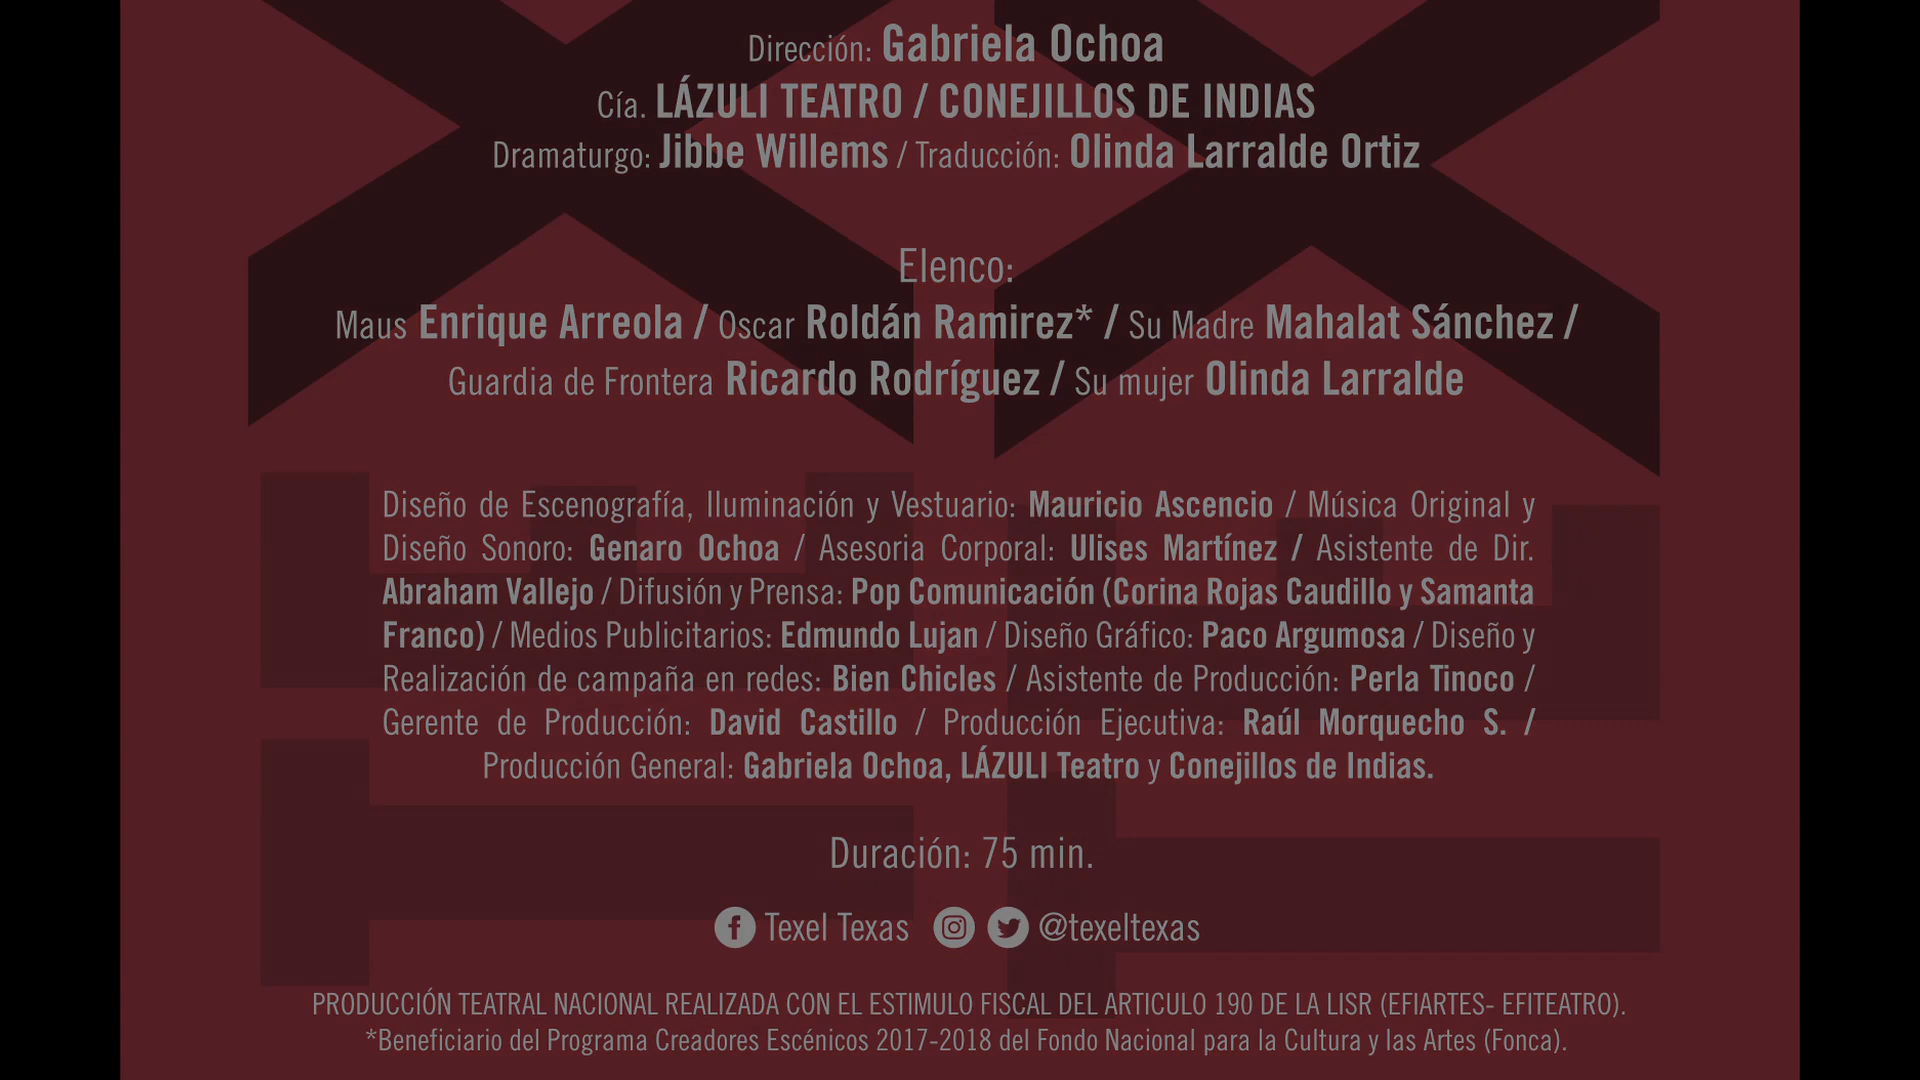 Dirección: Gabriela Ochoa
Cía. LÁZULI TEATRO / CONEJILLOS DE INDIAS
Dramaturgo: Jibbe Willems / Traducción: Olinda Larralde Ortiz
Elenco:
Maus Enrique Arreola / Oscar Roldán Ramirez* / Su Madre Mahalat Sánchez /
Guardia de Frontera Ricardo Rodríguez / Su mujer Olinda Larralde
Diseño de Escenografía, Iluminación y Vestuario: Mauricio Ascencio / Música Original y
Diseño Sonoro: Genaro Ochoa / Asesoria Corporal: Ulises Martínez / Asistente de Dir.
Abraham Vallejo / Difusión y Prensa: Pop Comunicación (Corina Rojas Caudillo y Samanta
Franco) / Medios Publicitarios: Edmundo Lujan / Diseño Gráfico: Paco Argumosa / Diseño y
Realización de campaña en redes: Bien Chicles / Asistente de Producción: Perla Tinoco /
Gerente de Producción: David Castillo / Producción Ejecutiva: Raúl Morquecho S. /
Producción General: Gabriela Ochoa, LÁZULI Teatro y Conejillos de Indias.
Duración: 75 min.
Texel Texas @texeltexas
PRODUCCIÓN TEATRAL NACIONAL REALIZADA CON EL ESTIMULO FISCAL DEL ARTICULO 190 DE LA LISR (EFIARTES- EFITEATRO).
*Beneficiario del Programa Creadores Escénicos 2017-2018 del Fondo Nacional para la Cultura y las Artes (Fonca).